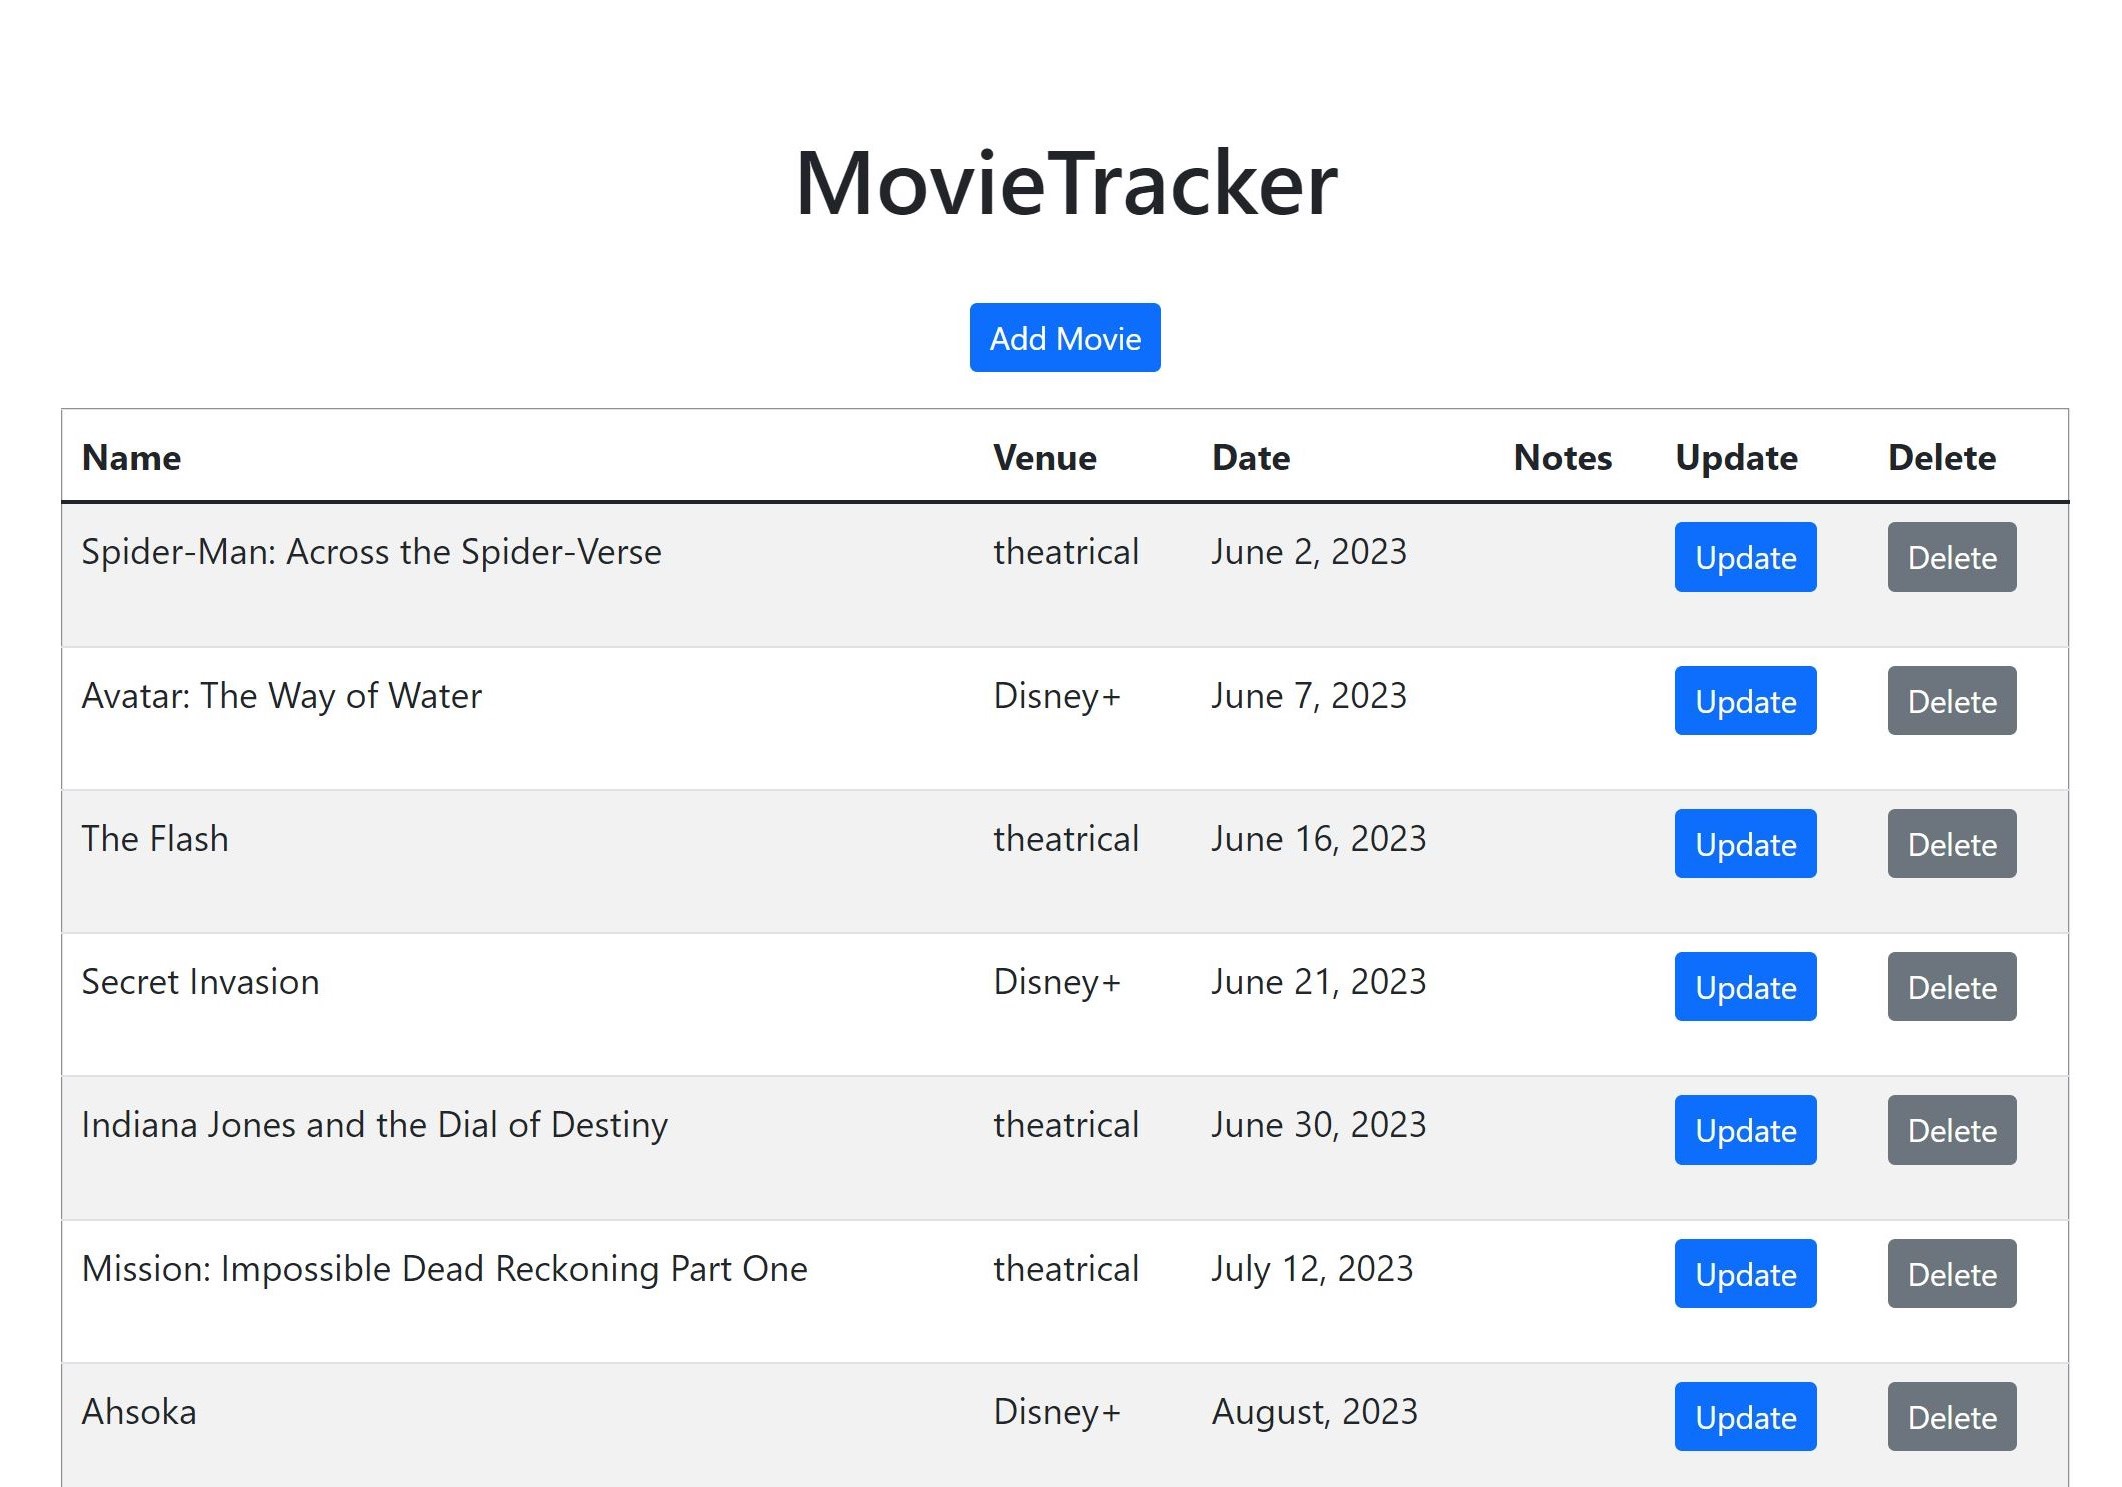 MovieTracker
Add Movie
Name Venue Date Notes Update Delete
Spider-Man: Across the Spider-Verse theatrical June 2, 2023 Update Delete
Avatar: The Way of Water Disney+ June 7, 2023 Update Delete
The Flash theatrical June 16, 2023 Update Delete
Secret Invasion Disney+ June 21, 2023 Update Delete
Indiana Jones and the Dial of Destiny theatrical June 30, 2023 Update Delete
Mission: Impossible Dead Reckoning Part One theatrical July 12, 2023 Update Delete
Ahsoka Disney+ August, 2023 Update Delete